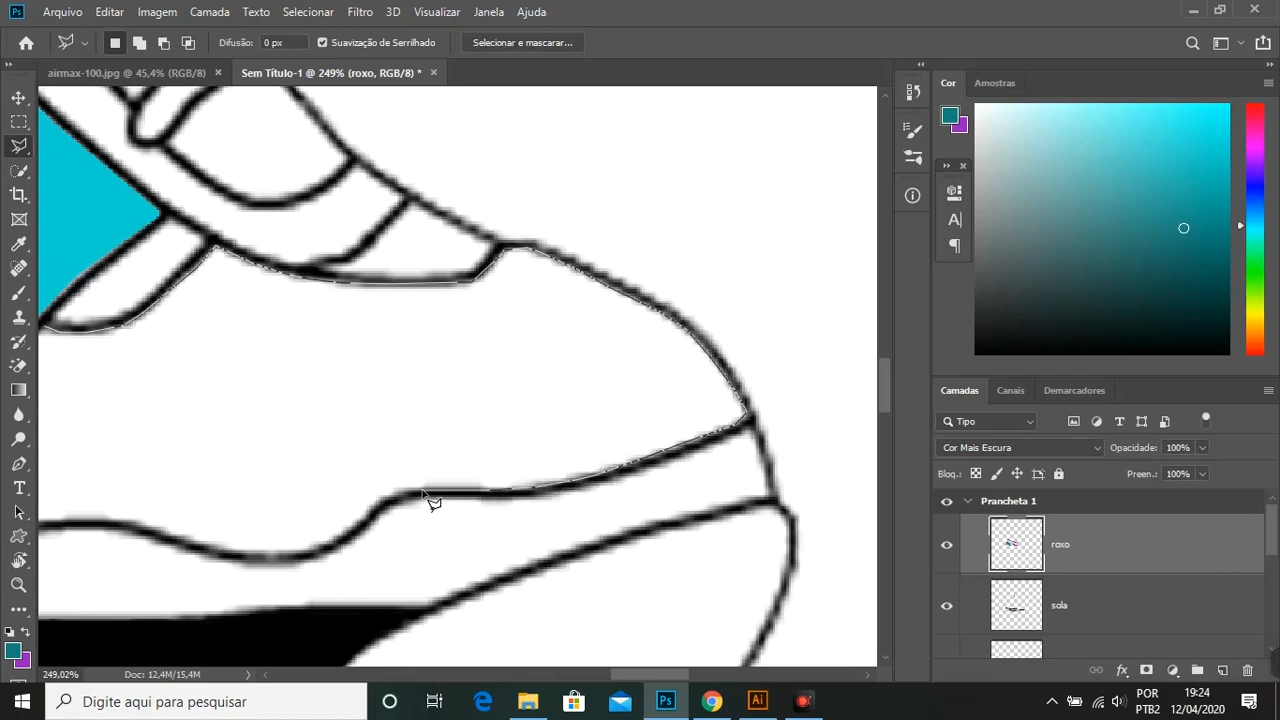 Ps Arquivo Editar Imagem Camada Texto Selecionar Filtro 3D Visualizar Janela Ajuda
Difusão: 0 px Suavização de Serrilhado Selecionar e mascarar...
airmax-100.jpg @ 45,4% (RGB/8) × Sem Título-1 @ 249% (roxo, RGB/8) * ×
Cor Amostras
Camadas Canais Demarcadores
Tipo
Cor Mais Escura Opacidade: 100%
Bloq.: Preen.: 100%
Prancheta 1
roxo
sola
249,02% Doc: 12,4M/15,4M
Digite aqui para pesquisar
Ps
Ai
POR
PTB2
19:24
12/04/2020